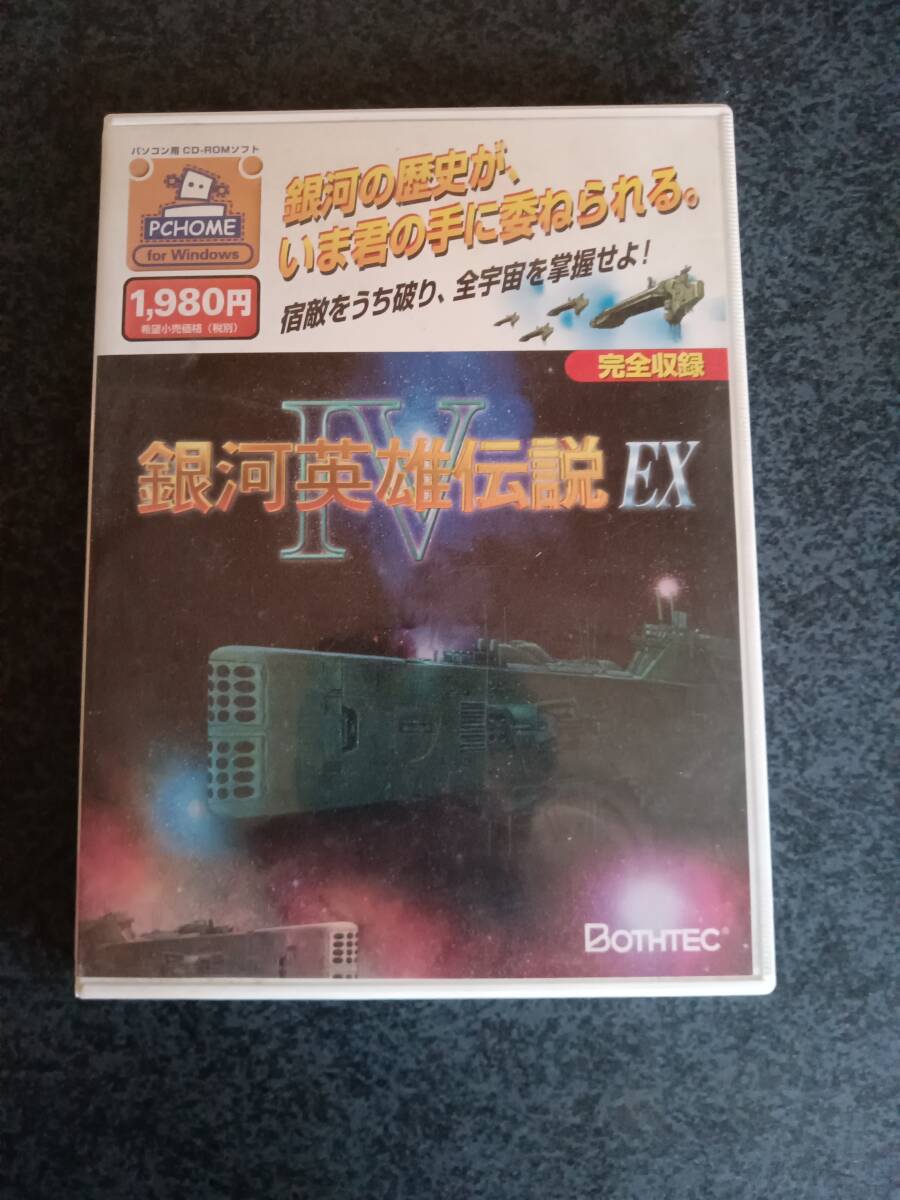 パソコン用 CD-ROMソフト
PCHOME
for Windows
1,980円
希望小売価格（税別）
銀河の歴史が、
いま君の手に委ねられる。
宿敵をうち破り、全宇宙を掌握せよ！
完全収録
銀河英雄伝説 IV EX
BOTHTEC®